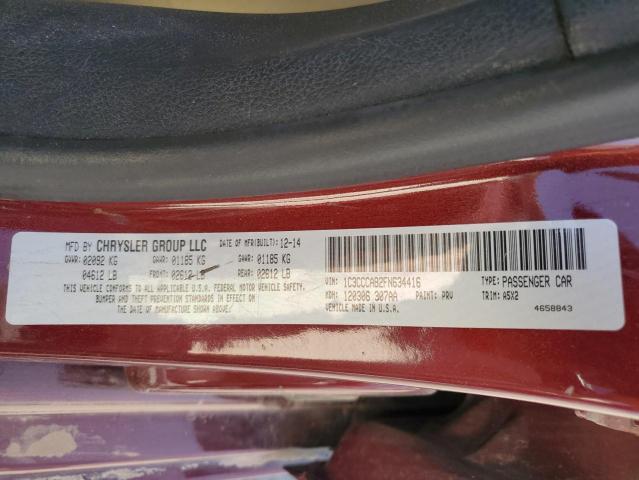 MFD BY CHRYSLER GROUP LLC DATE OF MFR(BUILT): 12-14
GVWR: 02092 KG GAWR: 01185 KG GAWR: 01185 KG
04612 LB FRONT: 02612 LB REAR: 02612 LB
THIS VEHICLE CONFORMS TO ALL APPLICABLE U.S.A. FEDERAL MOTOR VEHICLE SAFETY,
BUMPER AND THEFT PREVENTION STANDARDS IN EFFECT ON
THE DATE OF MANUFACTURE SHOWN ABOVE.
1C3CCCAB2FN634416 TYPE: PASSENGER CAR
MDH: 120306 307AA PAINT: PRV TRIM: A5X2
VEHICLE MADE IN U.S.A. 4658843